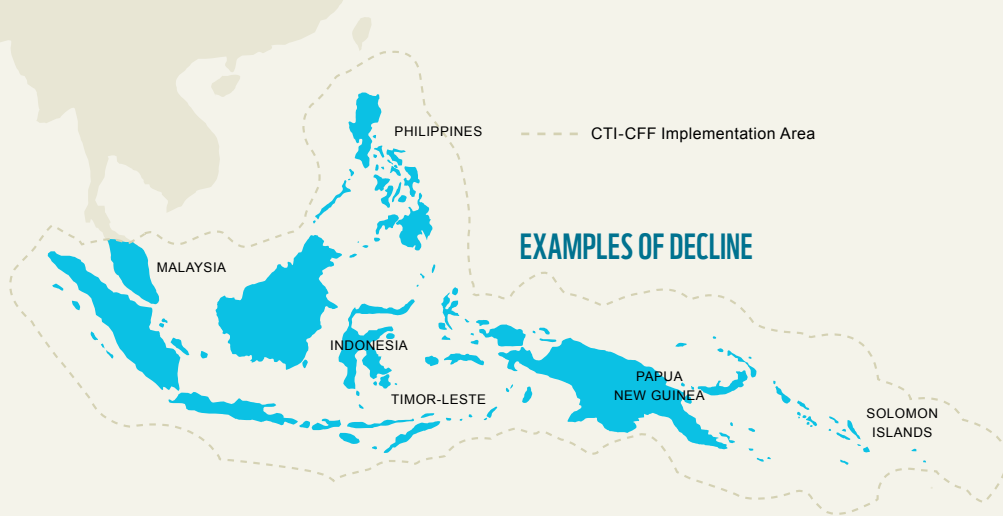 PHILIPPINES
CTI-CFF Implementation Area
EXAMPLES OF DECLINE
MALAYSIA
INDONESIA
TIMOR-LESTE
PAPUA
NEW GUINEA
SOLOMON
ISLANDS